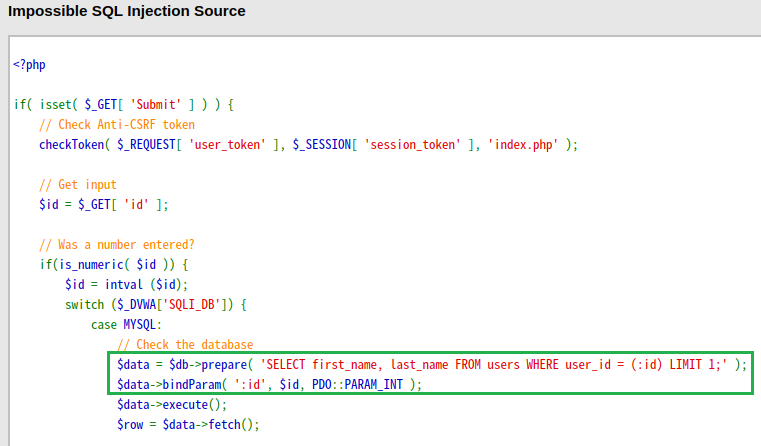 Impossible SQL Injection Source
<?php
if( isset( $_GET[ 'Submit' ] ) ) {
// Check Anti-CSRF token
checkToken( $_REQUEST[ 'user_token' ], $_SESSION[ 'session_token' ], 'index.php' );
// Get input
$id = $_GET[ 'id' ];
// Was a number entered?
if(is_numeric( $id )) {
$id = intval ($id);
switch ($_DVWA['SQLI_DB']) {
case MYSQL:
// Check the database
$data = $db->prepare( 'SELECT first_name, last_name FROM users WHERE user_id = (:id) LIMIT 1;' );
$data->bindParam( ':id', $id, PDO::PARAM_INT );
$data->execute();
$row = $data->fetch();